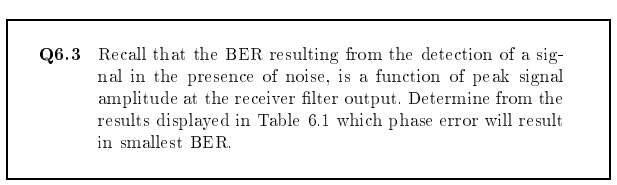 Q6.3 Recall that the BER resulting from the detection of a sig-
nal in the presence of noise, is a function of peak signal
amplitude at the receiver filter output. Determine from the
results displayed in Table 6.1 which phase error will result
in smallest BER.